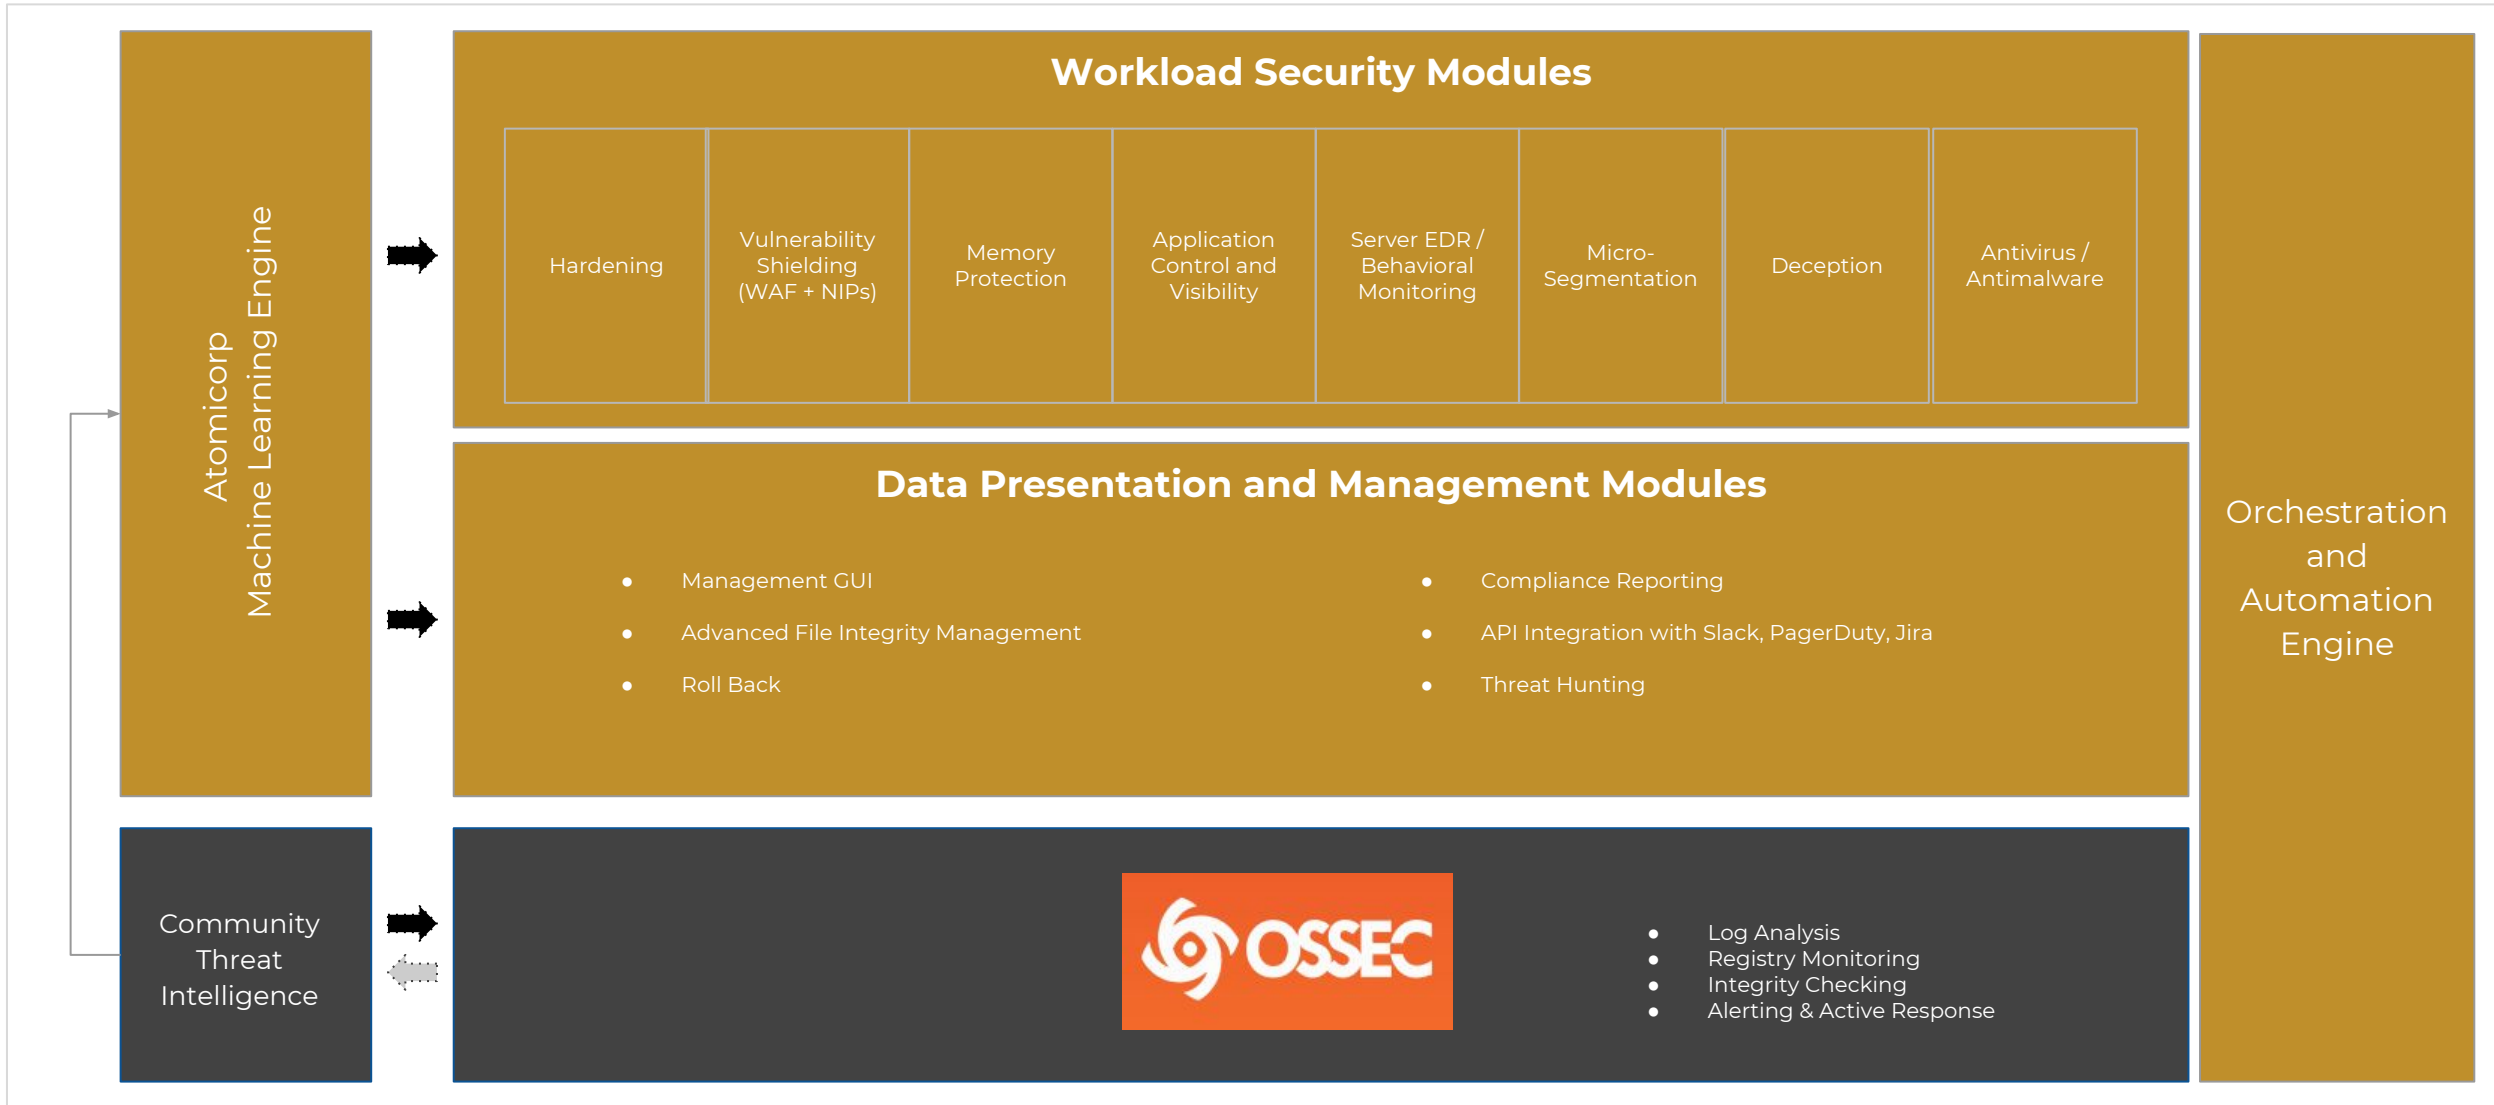 Atomicorp
Machine Learning Engine
Workload Security Modules
Hardening
Vulnerability
Shielding
(WAF + NIPs)
Memory
Protection
Application
Control and
Visibility
Server EDR /
Behavioral
Monitoring
Micro-
Segmentation
Deception
Antivirus /
Antimalware
Data Presentation and Management Modules
● Management GUI
● Advanced File Integrity Management
● Roll Back
● Compliance Reporting
● API Integration with Slack, PagerDuty, Jira
● Threat Hunting
Orchestration
and
Automation
Engine
Community
Threat
Intelligence
OSSEC
● Log Analysis
● Registry Monitoring
● Integrity Checking
● Alerting & Active Response